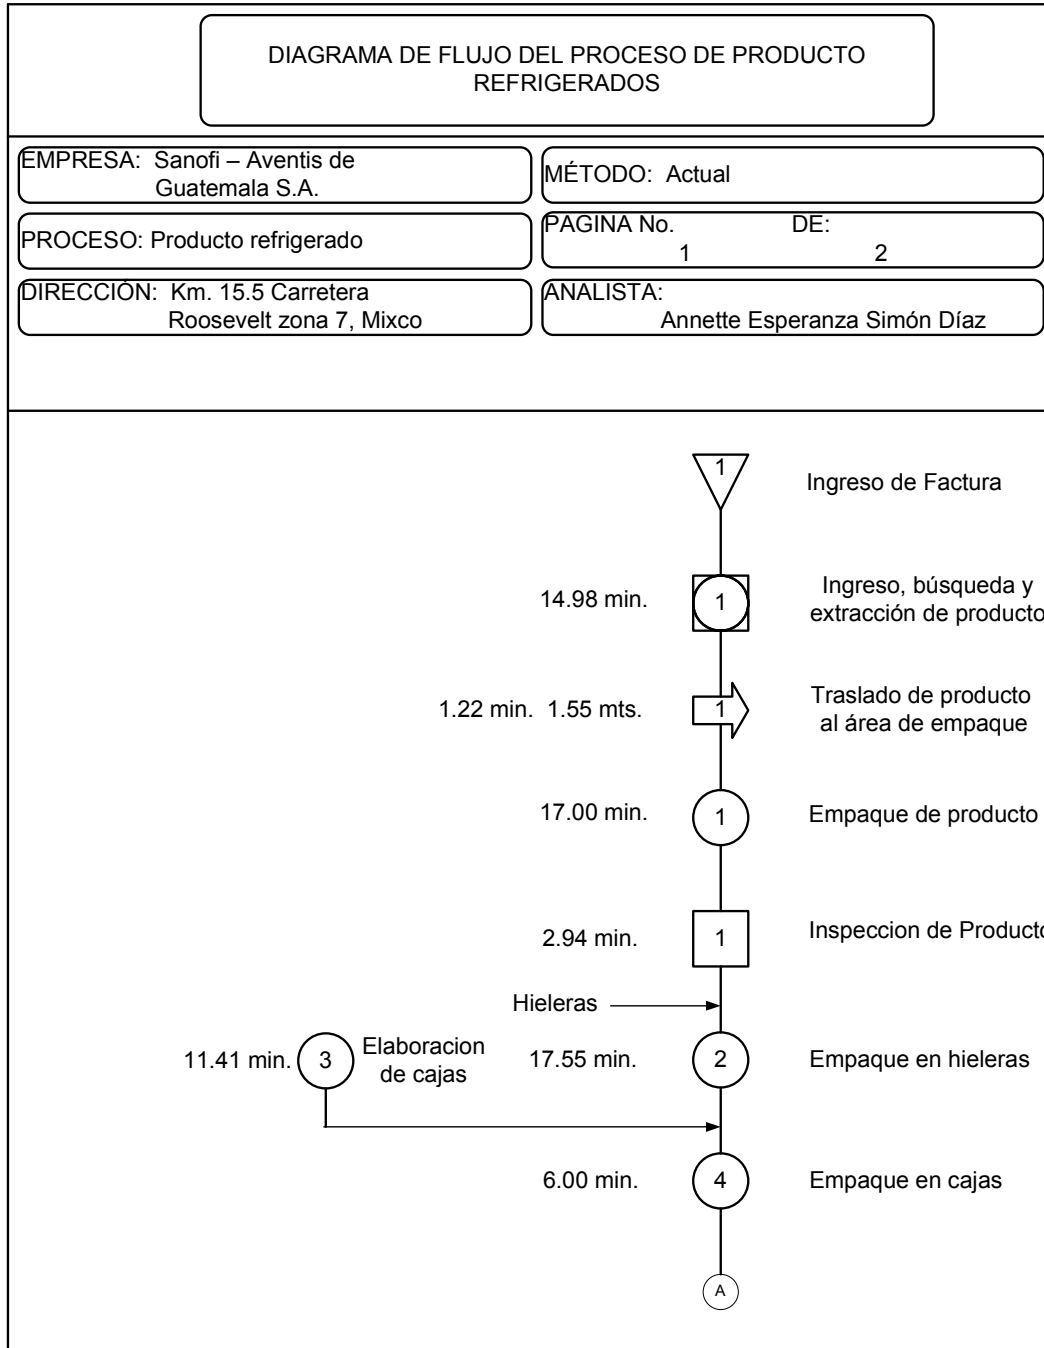 DIAGRAMA DE FLUJO DEL PROCESO DE PRODUCTO
REFRIGERADOS
EMPRESA: Sanofi – Aventis de
Guatemala S.A.
MÉTODO: Actual
PROCESO: Producto refrigerado
PAGINA No. DE:
1 2
DIRECCIÓN: Km. 15.5 Carretera
Roosevelt zona 7, Mixco
ANALISTA:
Annette Esperanza Simón Díaz
1
Ingreso de Factura
14.98 min.
1
Ingreso, búsqueda y
extracción de producto
1.22 min. 1.55 mts.
1
Traslado de producto
al área de empaque
17.00 min.
1
Empaque de producto
2.94 min.
1
Inspeccion de Producto
Hieleras
11.41 min.
3
Elaboracion
de cajas
17.55 min.
2
Empaque en hieleras
6.00 min.
4
Empaque en cajas
A